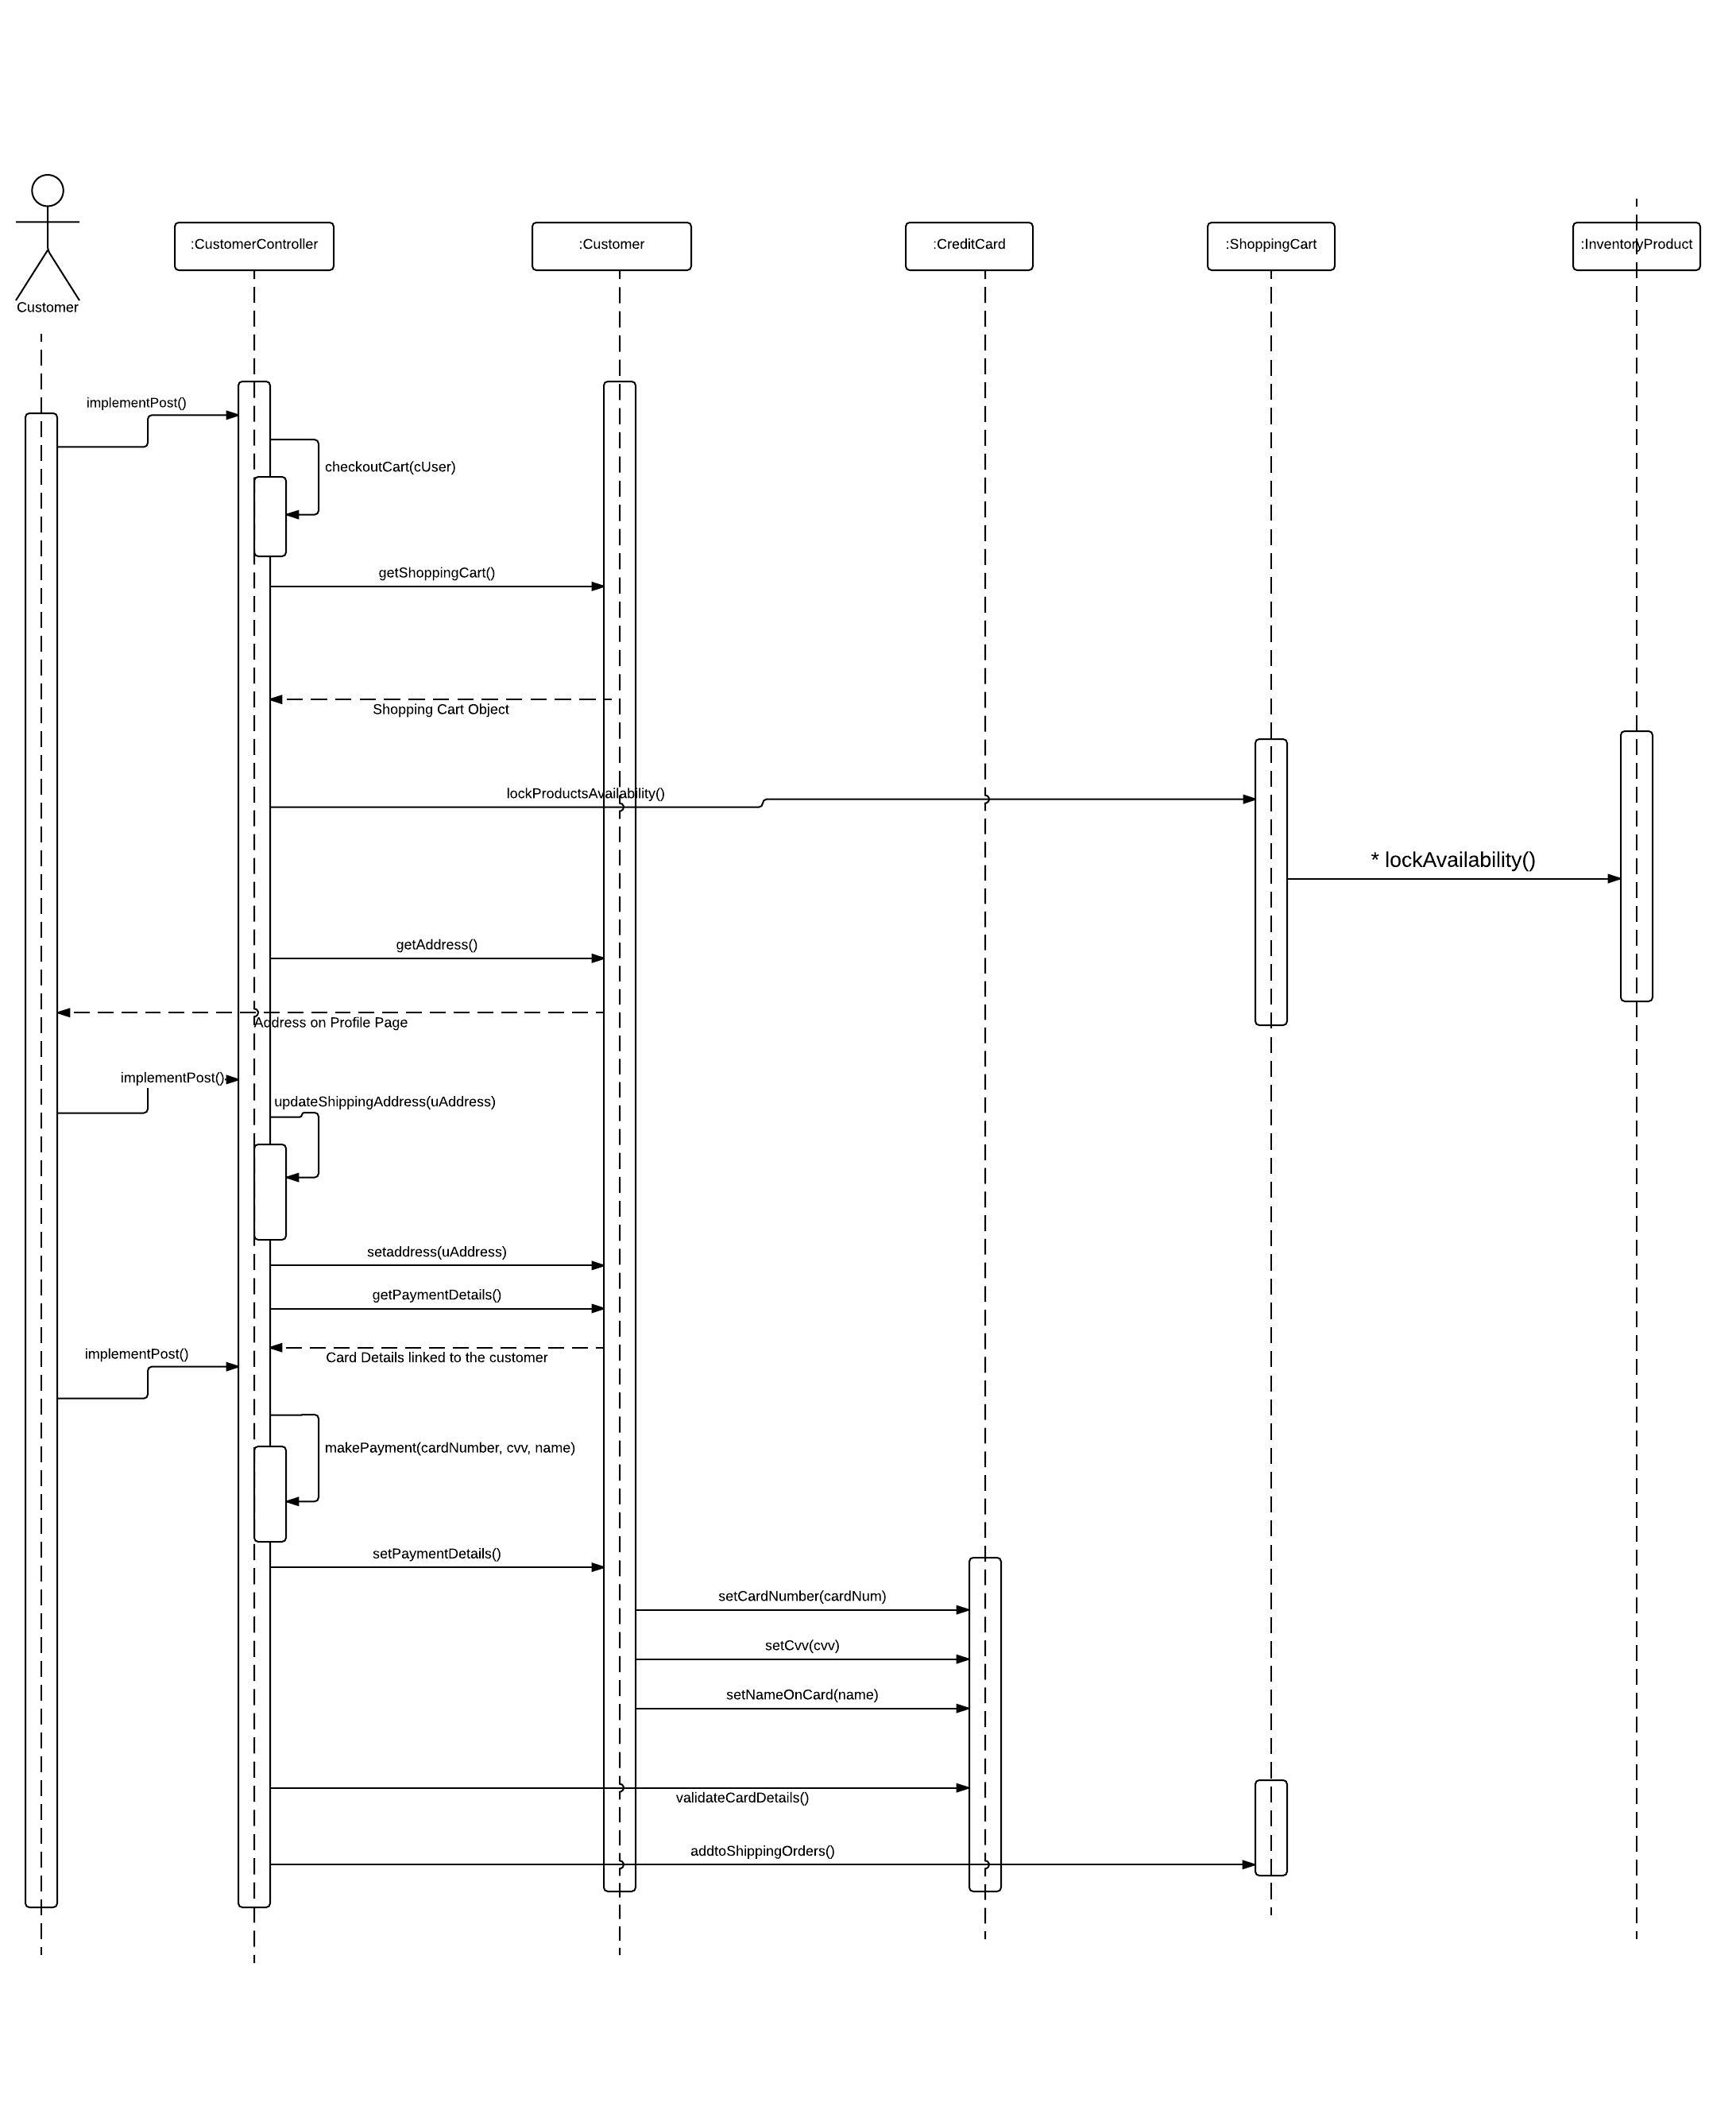 :CustomerController
:Customer
:CreditCard
:ShoppingCart
:InventoryProduct
Customer
implementPost()
checkoutCart(cUser)
getShoppingCart()
Shopping Cart Object
lockProductsAvailability()
* lockAvailability()
getAddress()
Address on Profile Page
implementPost()
updateShippingAddress(uAddress)
setaddress(uAddress)
getPaymentDetails()
implementPost()
Card Details linked to the customer
makePayment(cardNumber, cvv, name)
setPaymentDetails()
setCardNumber(cardNum)
setCvv(cvv)
setNameOnCard(name)
validateCardDetails()
addtoShippingOrders()